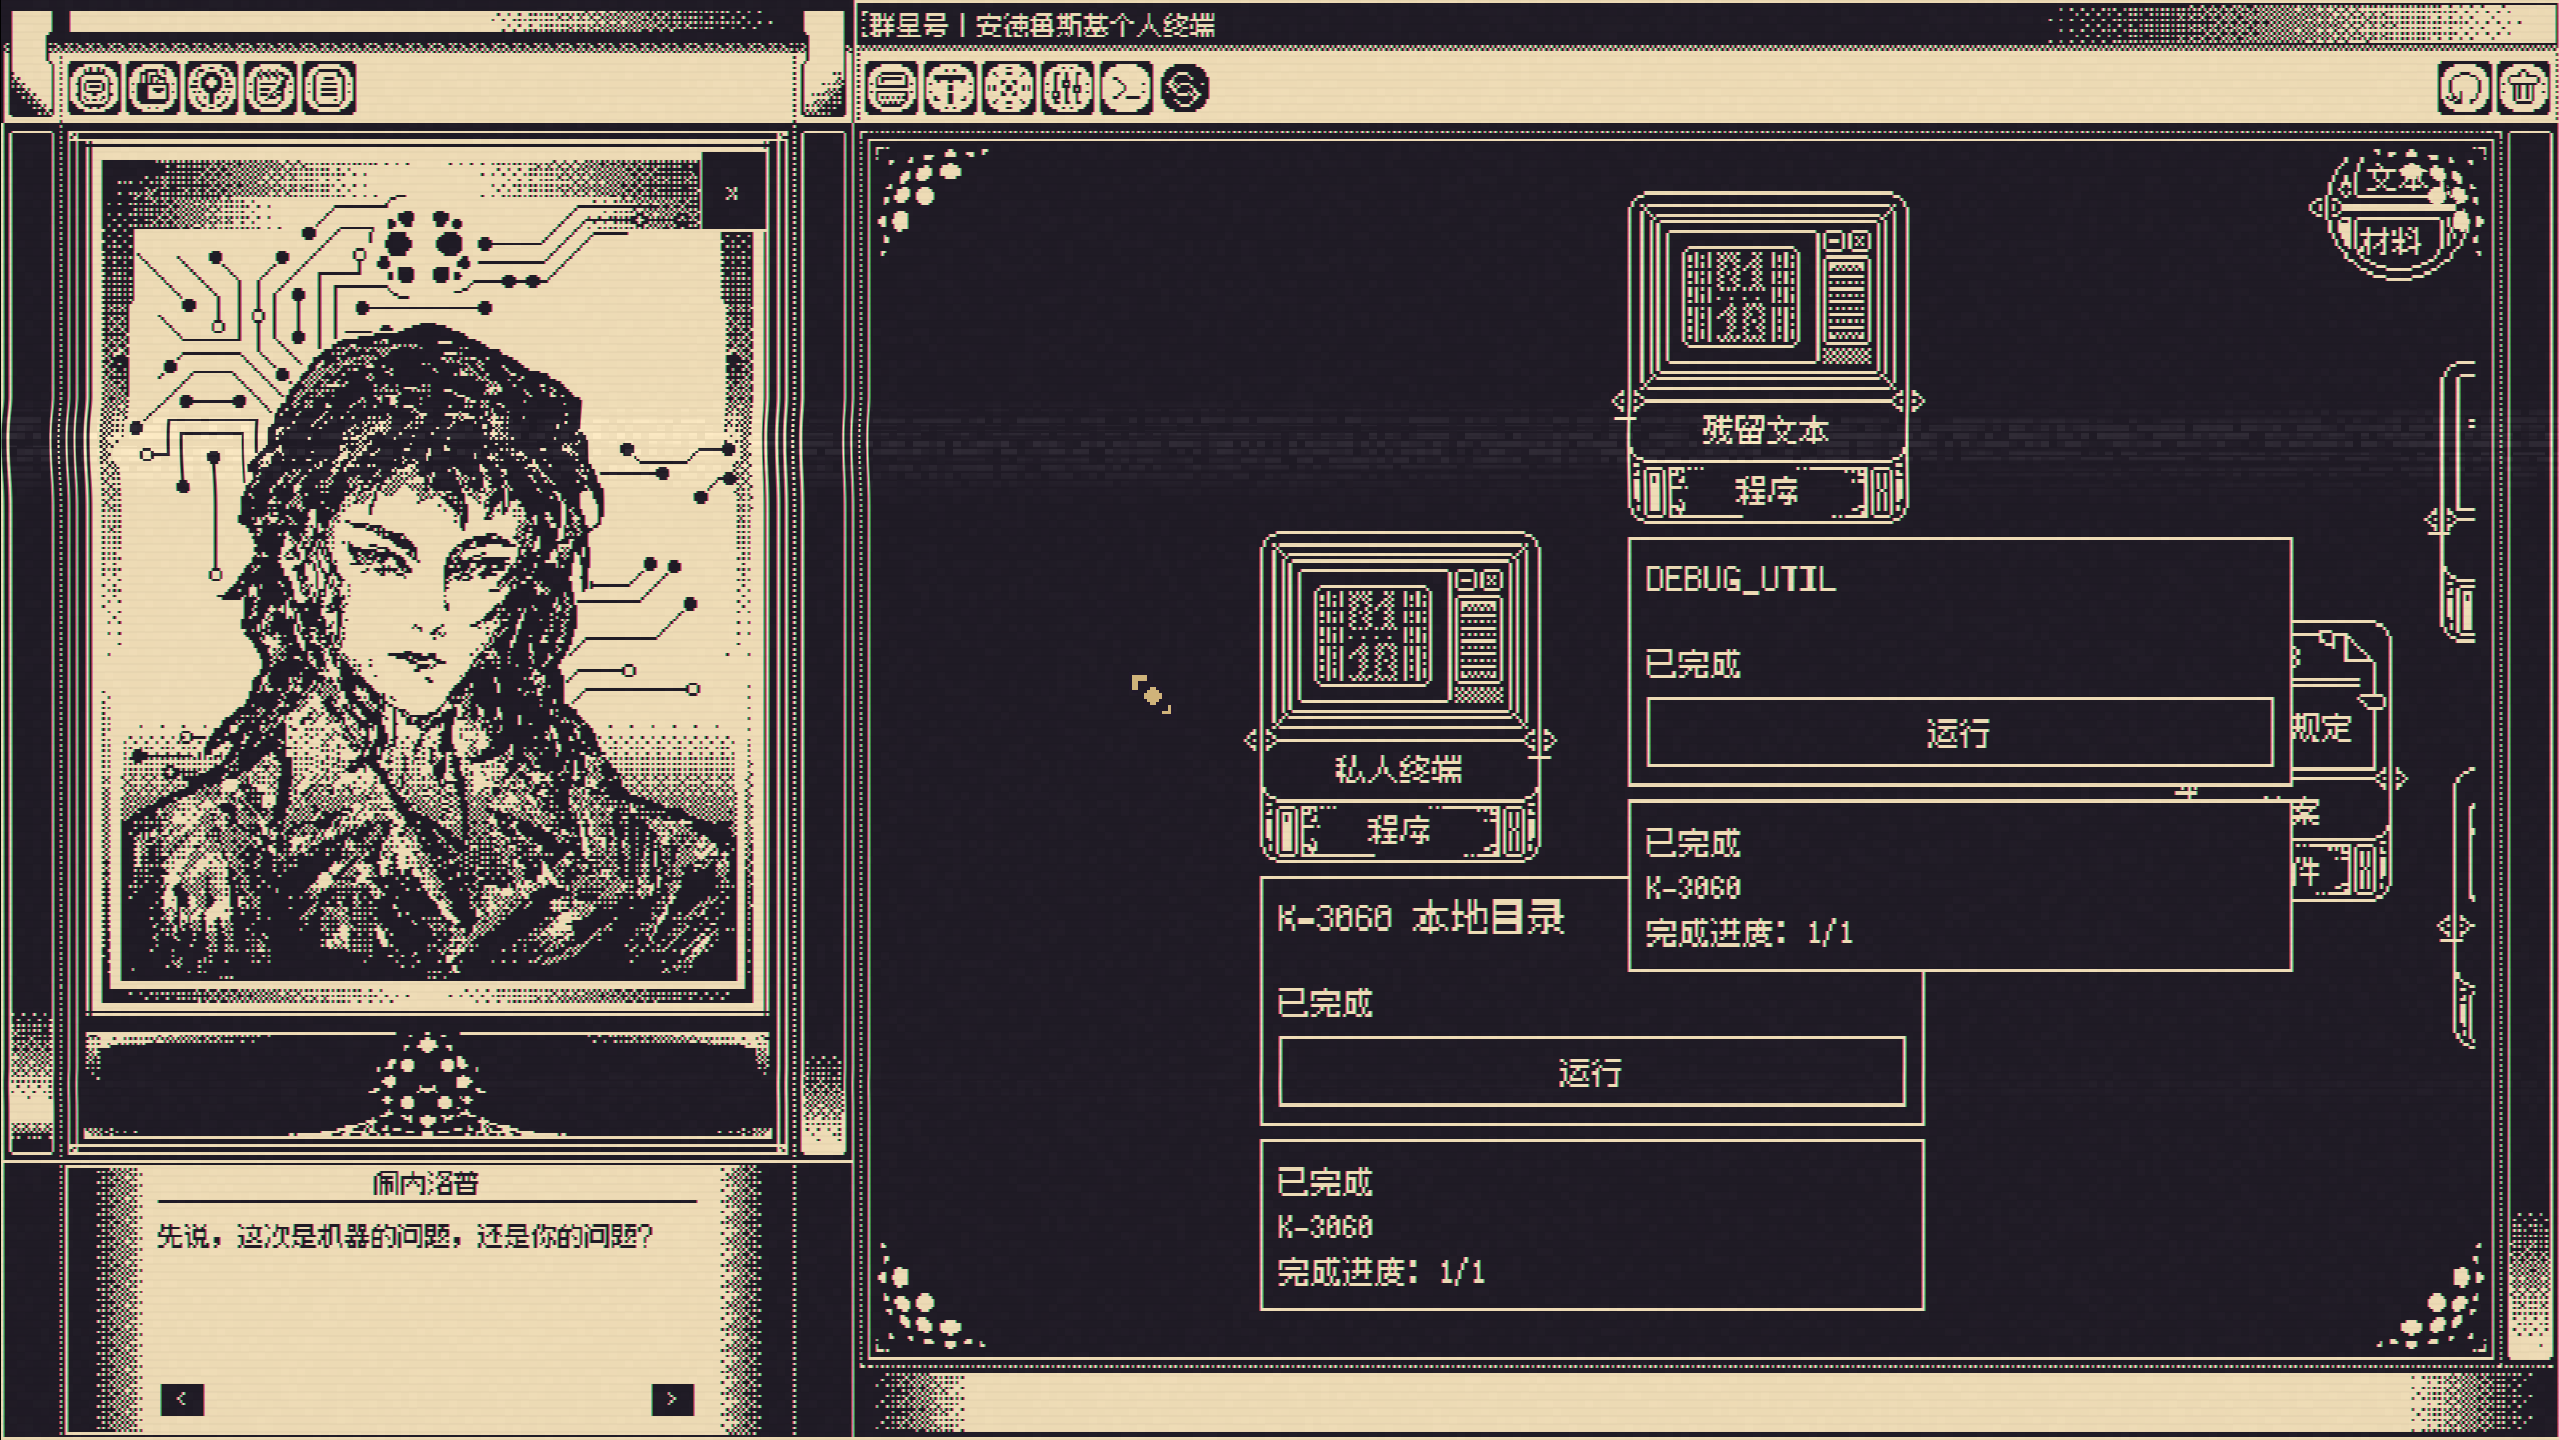 群星号 | 安德鲁斯基个人终端
文本
材料
残留文本
程序
DEBUG_UTIL
已完成
运行
规定
案
件
已完成
K-3060
完成进度: 1/1
私人终端
程序
K-3060 本地目录
已完成
运行
已完成
K-3060
完成进度: 1/1
佩内洛普
先说，这次是机器的问题，还是你的问题?
<
>